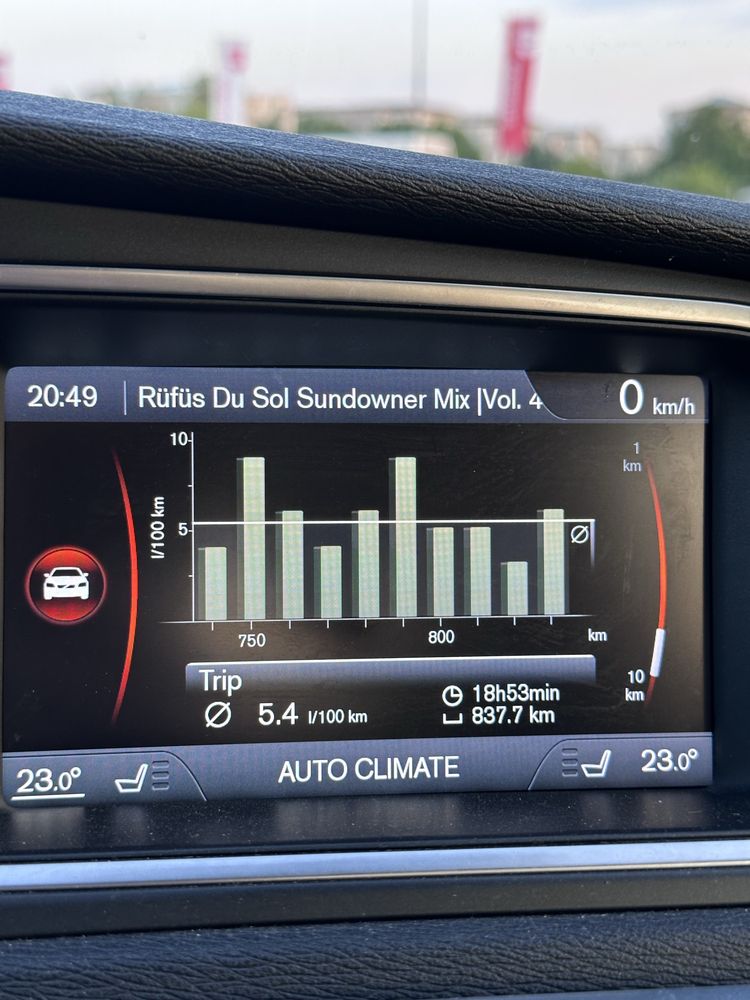 20:49
Rüfüs Du Sol Sundowner Mix |Vol. 4
0 km/h
10
l/100 km
5
Ø
750
800
km
1
km
10
km
Trip
Ø 5.4 l/100 km
18h53min
837.7 km
23.0°
AUTO CLIMATE
23.0°